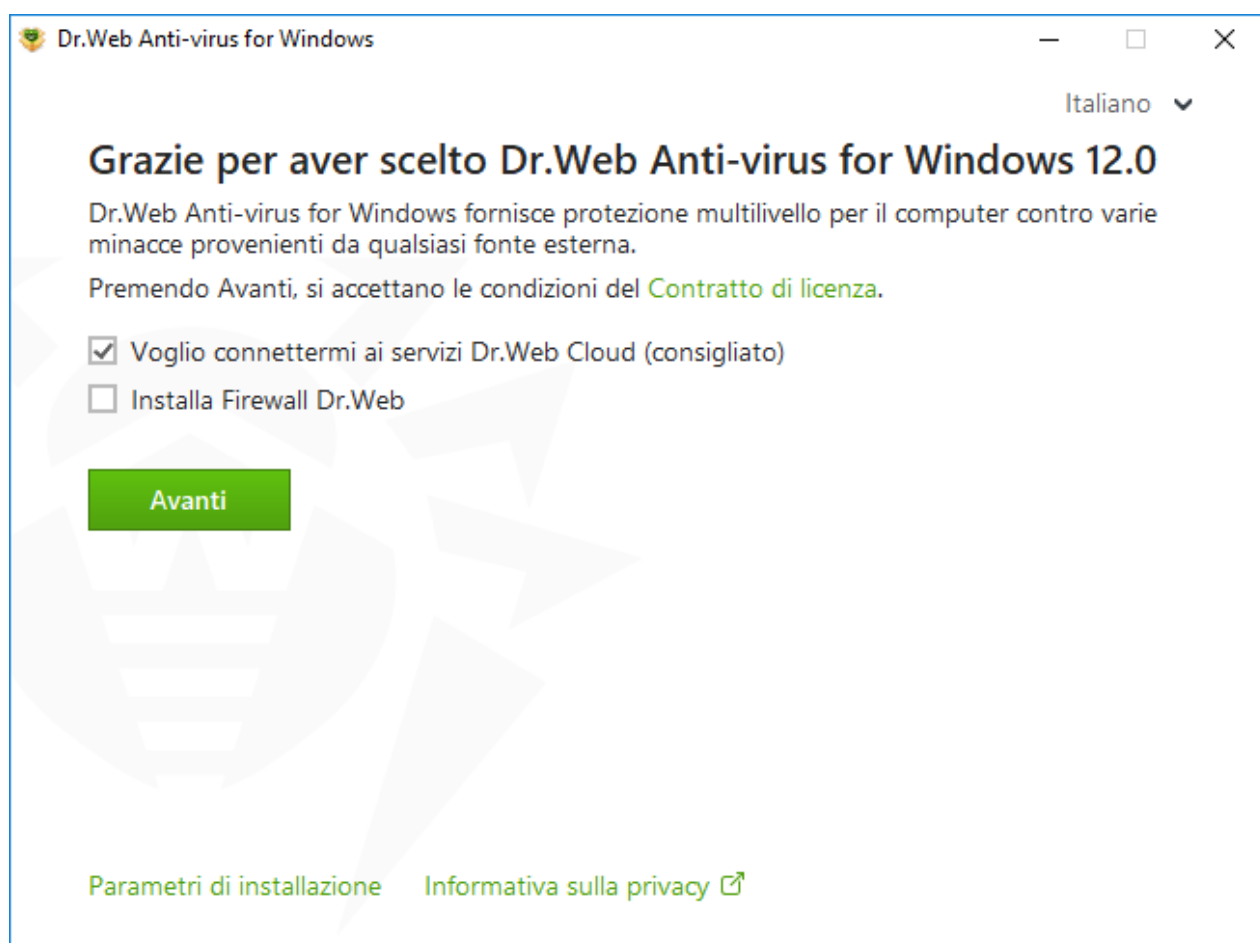 Dr.Web Anti-virus for Windows
Italiano
Grazie per aver scelto Dr.Web Anti-virus for Windows 12.0
Dr.Web Anti-virus for Windows fornisce protezione multilivello per il computer contro varie
minacce provenienti da qualsiasi fonte esterna.
Premendo Avanti, si accettano le condizioni del Contratto di licenza.
Voglio connettermi ai servizi Dr.Web Cloud (consigliato)
Installa Firewall Dr.Web
Avanti
Parametri di installazione Informativa sulla privacy